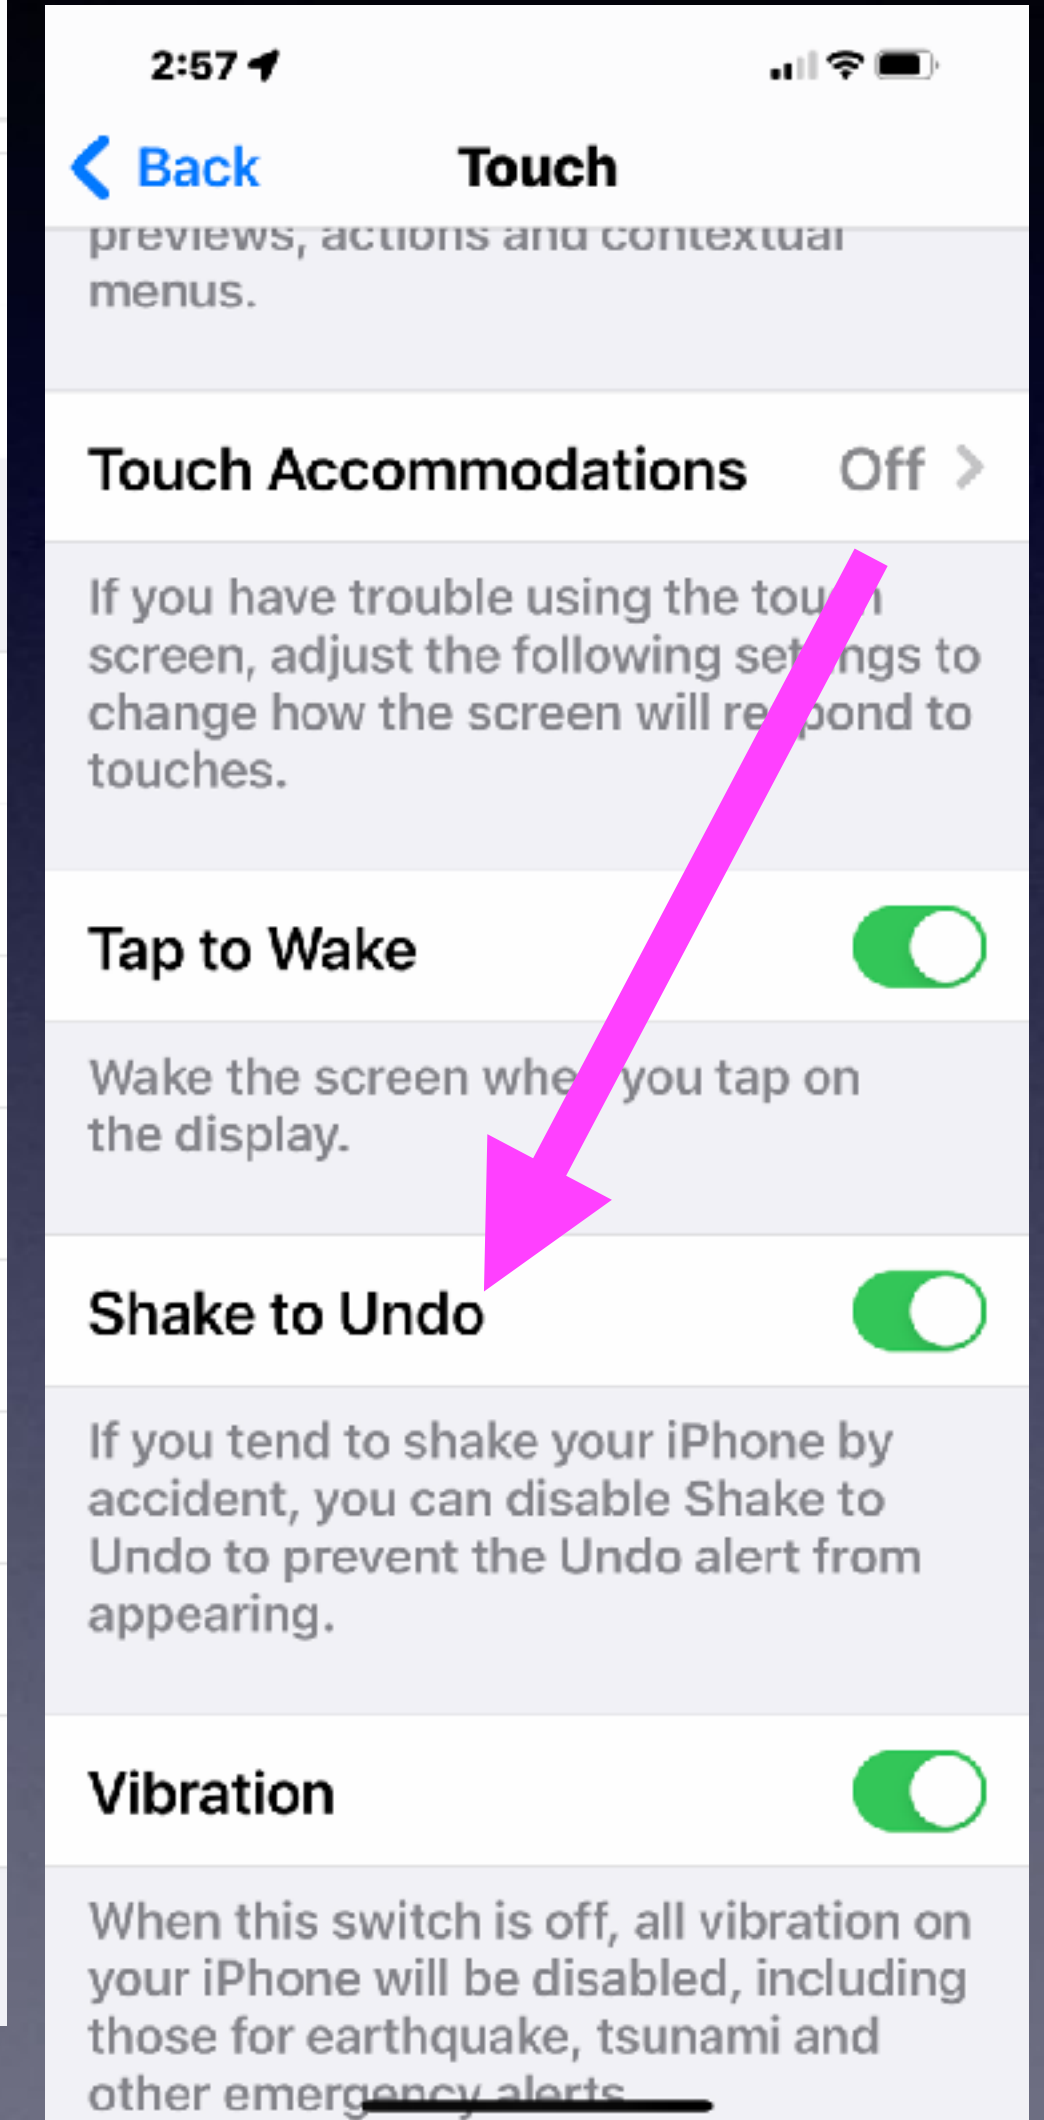 2:57
Back Touch
previews, actions and contextual
menus.
Touch Accommodations Off
If you have trouble using the touch
screen, adjust the following settings to
change how the screen will respond to
touches.
Tap to Wake
Wake the screen when you tap on
the display.
Shake to Undo
If you tend to shake your iPhone by
accident, you can disable Shake to
Undo to prevent the Undo alert from
appearing.
Vibration
When this switch is off, all vibration on
your iPhone will be disabled, including
those for earthquake, tsunami and
other emergency alerts